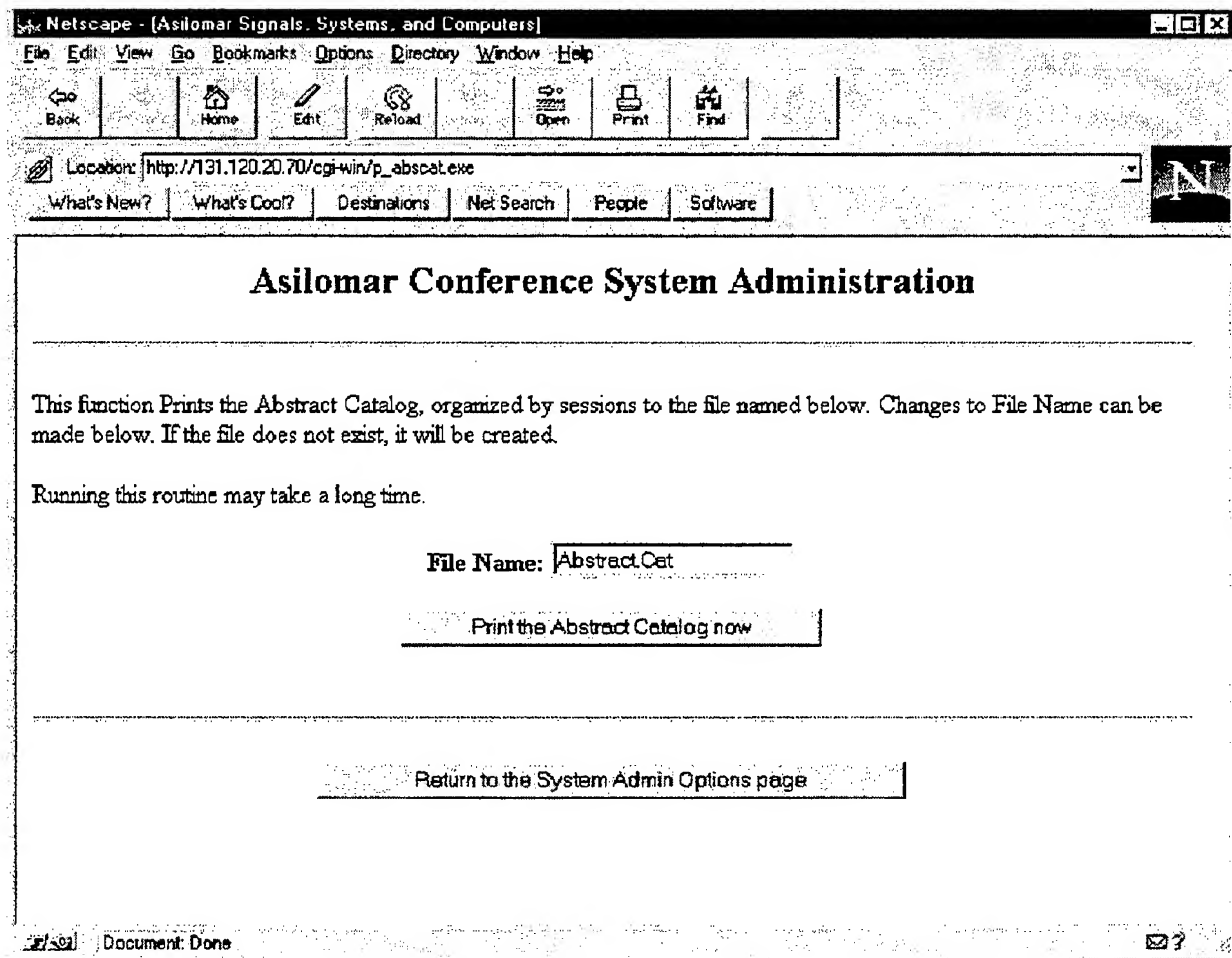 Netscape - [Asilomar Signals, Systems, and Computers]
File Edit View Go Bookmarks Options Directory Window Help
Back Home Edit Reload Open Print Find
Location: http://131.120.20.70/cgi-win/p_abscat.exe
N
What's New? What's Cool? Destinations Net Search People Software
Asilomar Conference System Administration
This function Prints the Abstract Catalog, organized by sessions to the file named below. Changes to File Name can be
made below. If the file does not exist, it will be created.
Running this routine may take a long time.
File Name: Abstract.Cat
Print the Abstract Catalog now
Return to the System Admin Options page
Document: Done
?